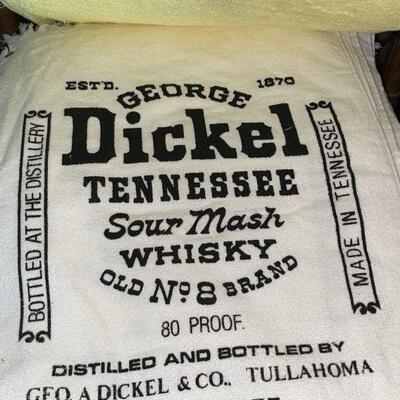 EST'D. GEORGE 1870
Dickel
TENNESSEE
Sour Mash
WHISKY
OLD Nº 8 BRAND
80 PROOF.
BOTTLED AT THE DISTILLERY
MADE IN TENNESSEE
DISTILLED AND BOTTLED BY
GEO. A DICKEL & CO., TULLAHOMA